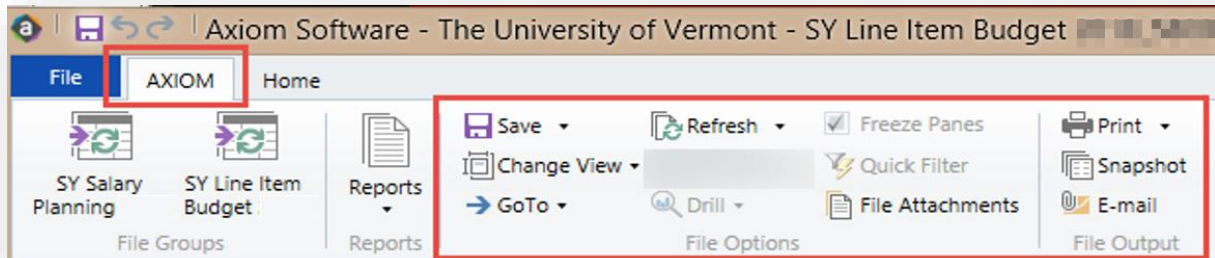 Axiom Software - The University of Vermont - SY Line Item Budget
File AXIOM Home
SY Salary Planning
SY Line Item Budget
File Groups
Reports
Reports
Save Refresh Freeze Panes
Change View Quick Filter
GoTo Drill File Attachments
File Options
Print
Snapshot
E-mail
File Output